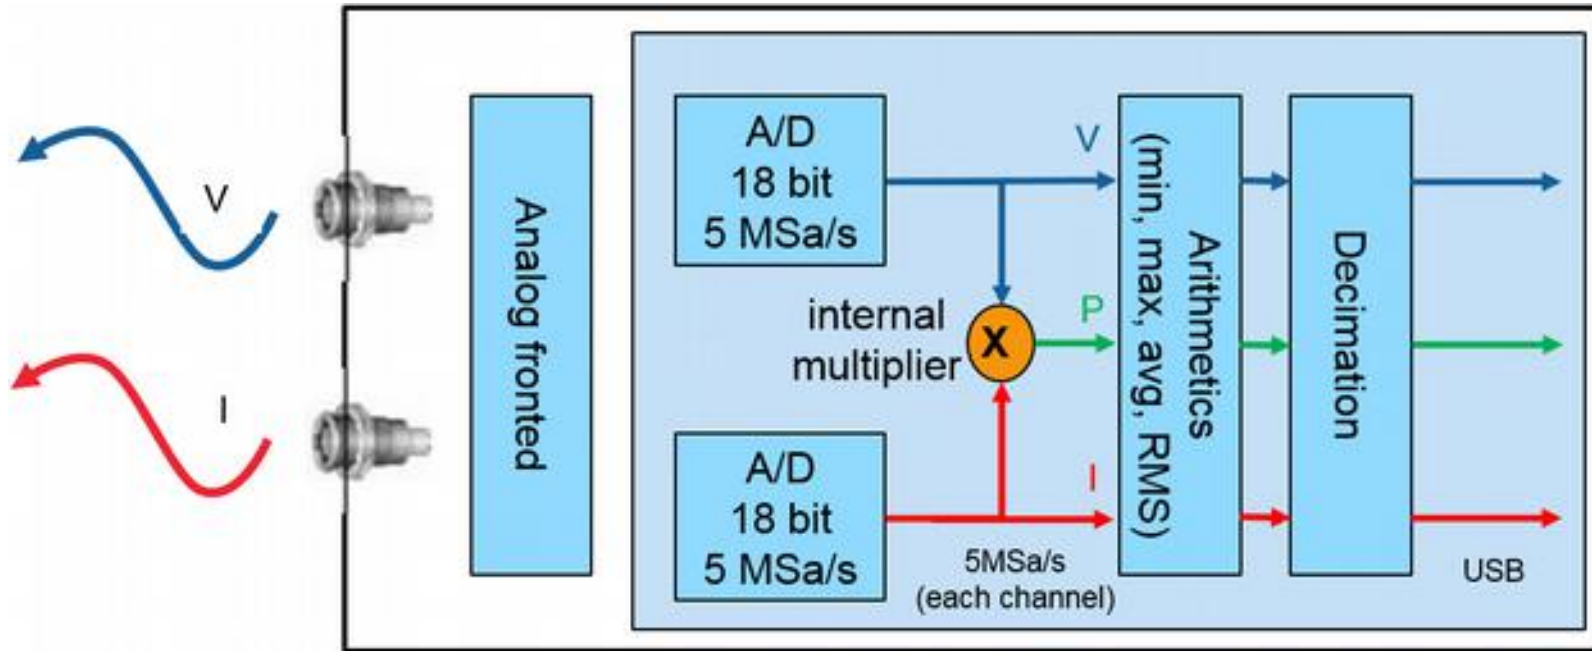 V
I
Analog fronted
A/D
18 bit
5 MSa/s
internal
multiplier
X
A/D
18 bit
5 MSa/s
V
P
I
5MSa/s
(each channel)
Arithmetics
(min, max, avg, RMS)
Decimation
USB